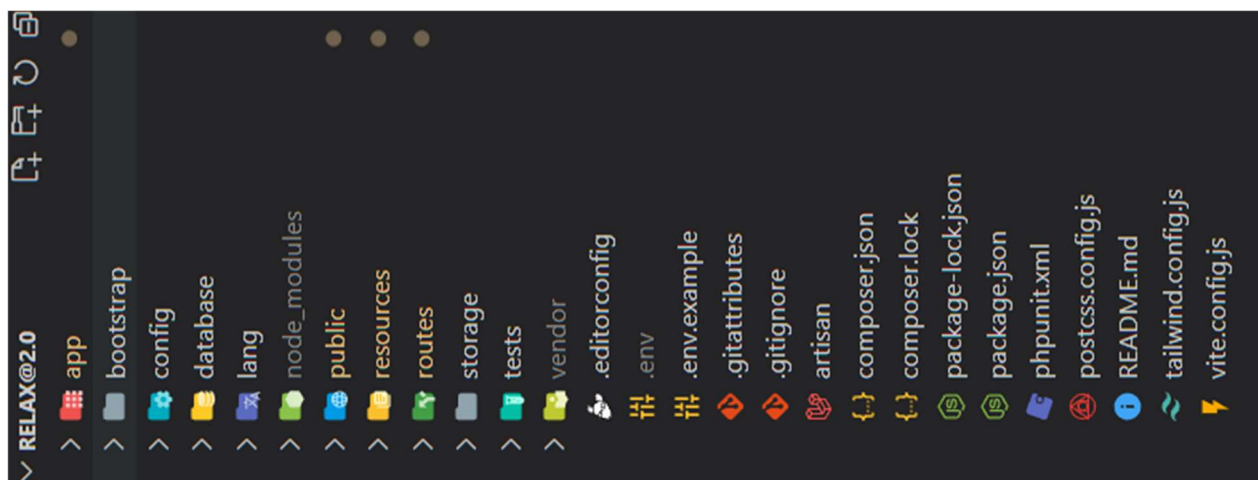 RELAX@2.0
app
bootstrap
config
database
lang
node_modules
public
resources
routes
storage
tests
vendor
.editorconfig
.env
.env.example
.gitattributes
.gitignore
artisan
composer.json
composer.lock
package-lock.json
package.json
phpunit.xml
postcss.config.js
README.md
tailwind.config.js
vite.config.js